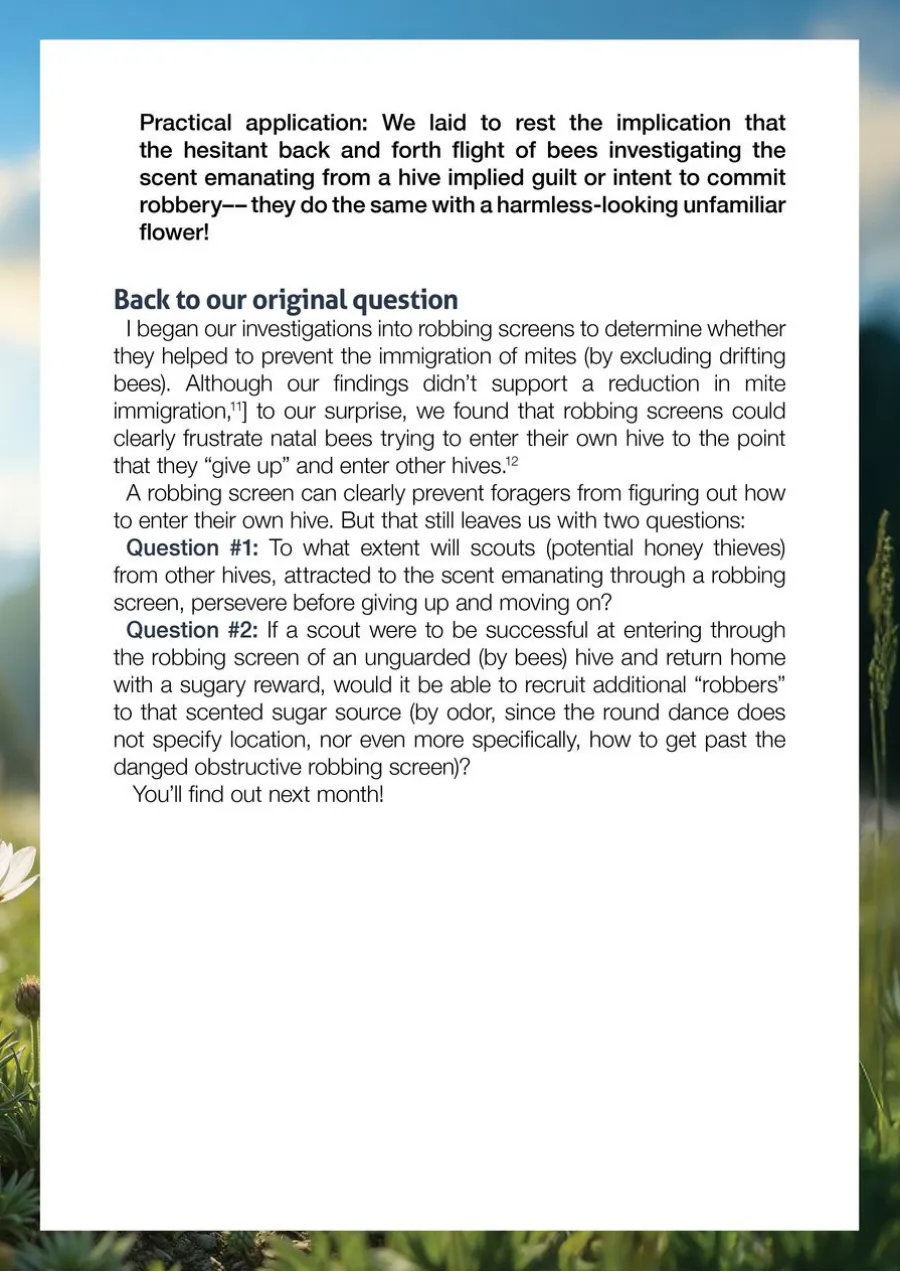 Practical application: We laid to rest the implication that
the hesitant back and forth flight of bees investigating the
scent emanating from a hive implied guilt or intent to commit
robbery–– they do the same with a harmless-looking unfamiliar
flower!
Back to our original question
I began our investigations into robbing screens to determine whether
they helped to prevent the immigration of mites (by excluding drifting
bees). Although our findings didn’t support a reduction in mite
immigration,¹¹] to our surprise, we found that robbing screens could
clearly frustrate natal bees trying to enter their own hive to the point
that they “give up” and enter other hives.¹²
A robbing screen can clearly prevent foragers from figuring out how
to enter their own hive. But that still leaves us with two questions:
Question #1: To what extent will scouts (potential honey thieves)
from other hives, attracted to the scent emanating through a robbing
screen, persevere before giving up and moving on?
Question #2: If a scout were to be successful at entering through
the robbing screen of an unguarded (by bees) hive and return home
with a sugary reward, would it be able to recruit additional “robbers”
to that scented sugar source (by odor, since the round dance does
not specify location, nor even more specifically, how to get past the
danged obstructive robbing screen)?
You’ll find out next month!